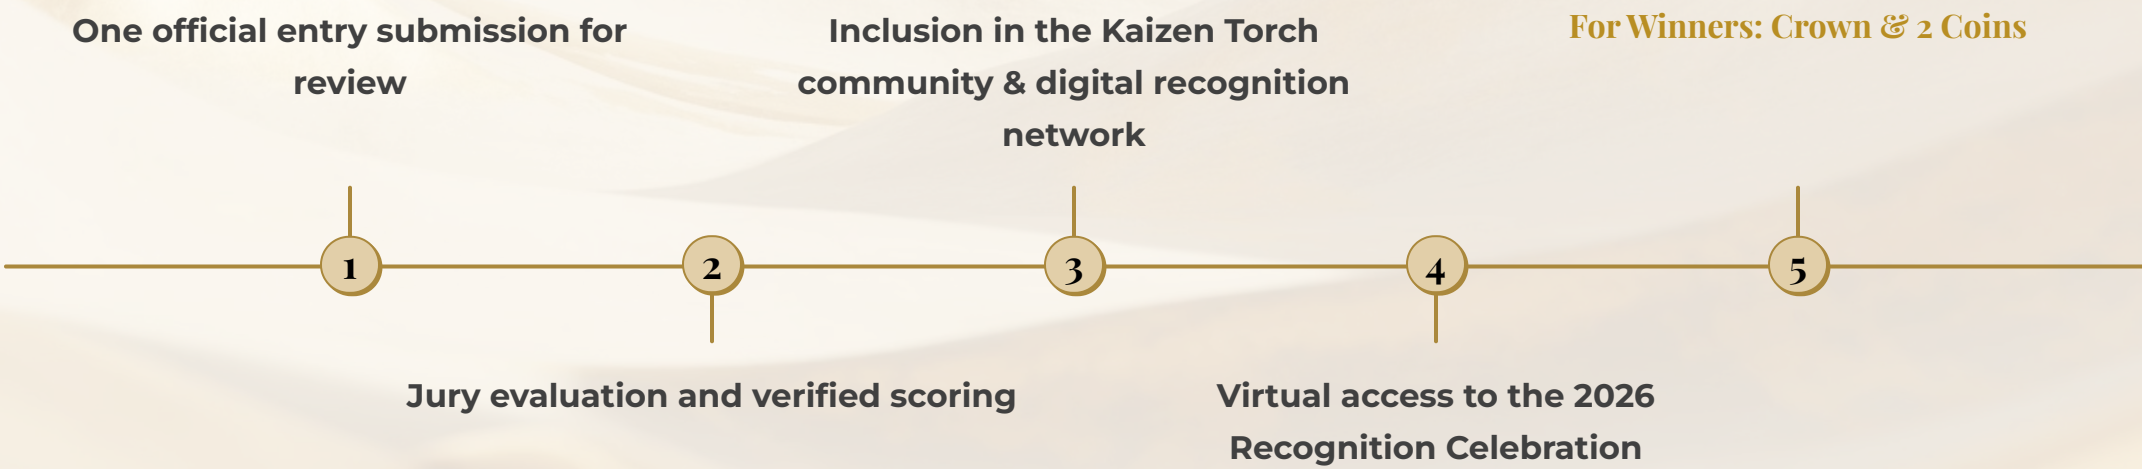 One official entry submission for
review
Inclusion in the Kaizen Torch
community & digital recognition
network
For Winners: Crown & 2 Coins
1
2
3
4
5
Jury evaluation and verified scoring
Virtual access to the 2026
Recognition Celebration